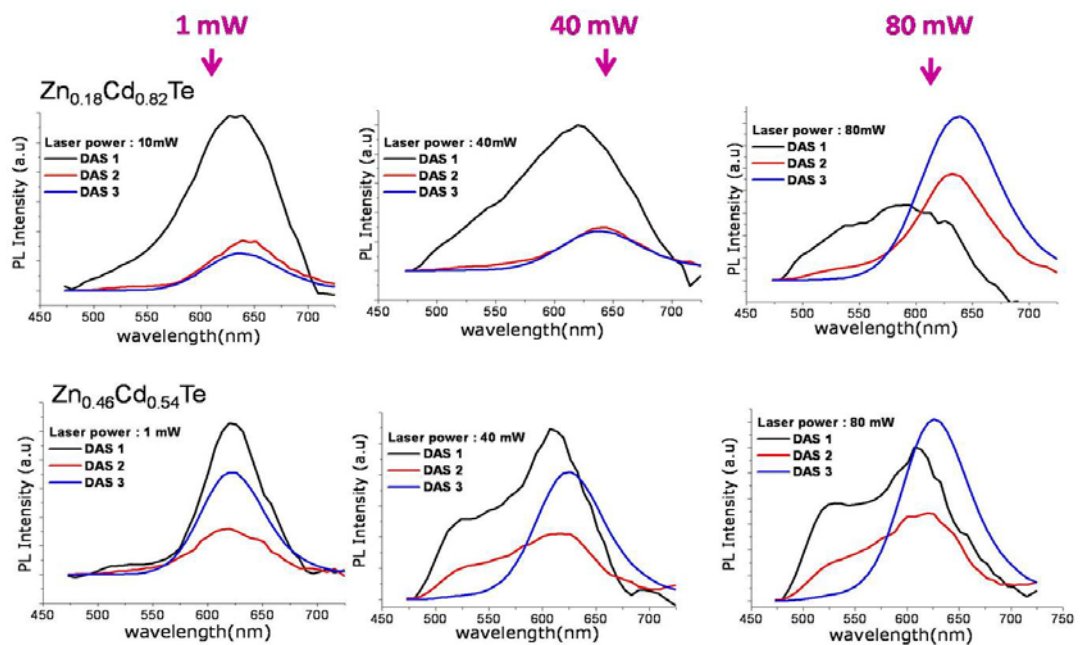 1 mW 40 mW 80 mW
Zn0.18Cd0.82Te
Laser power : 10mW
DAS 1
DAS 2
DAS 3
PL Intensity (a.u)
450 500 550 600 650 700
wavelength(nm)
Laser power : 40mW
DAS 1
DAS 2
DAS 3
PL Intensity (a.u)
450 500 550 600 650 700
wavelength(nm)
Laser power : 80mW
DAS 1
DAS 2
DAS 3
PL Intensity (a.u)
450 500 550 600 650 700
wavelength(nm)
Zn0.46Cd0.54Te
Laser power : 1 mW
DAS 1
DAS 2
DAS 3
PL Intensity (a.u)
450 500 550 600 650 700
wavelength(nm)
Laser power : 40 mW
DAS 1
DAS 2
DAS 3
PL Intensity (a.u)
450 500 550 600 650 700
wavelength(nm)
Laser power : 80 mW
DAS 1
DAS 2
DAS 3
PL Intensity (a.u)
450 500 550 600 650 700 750
wavelength(nm)